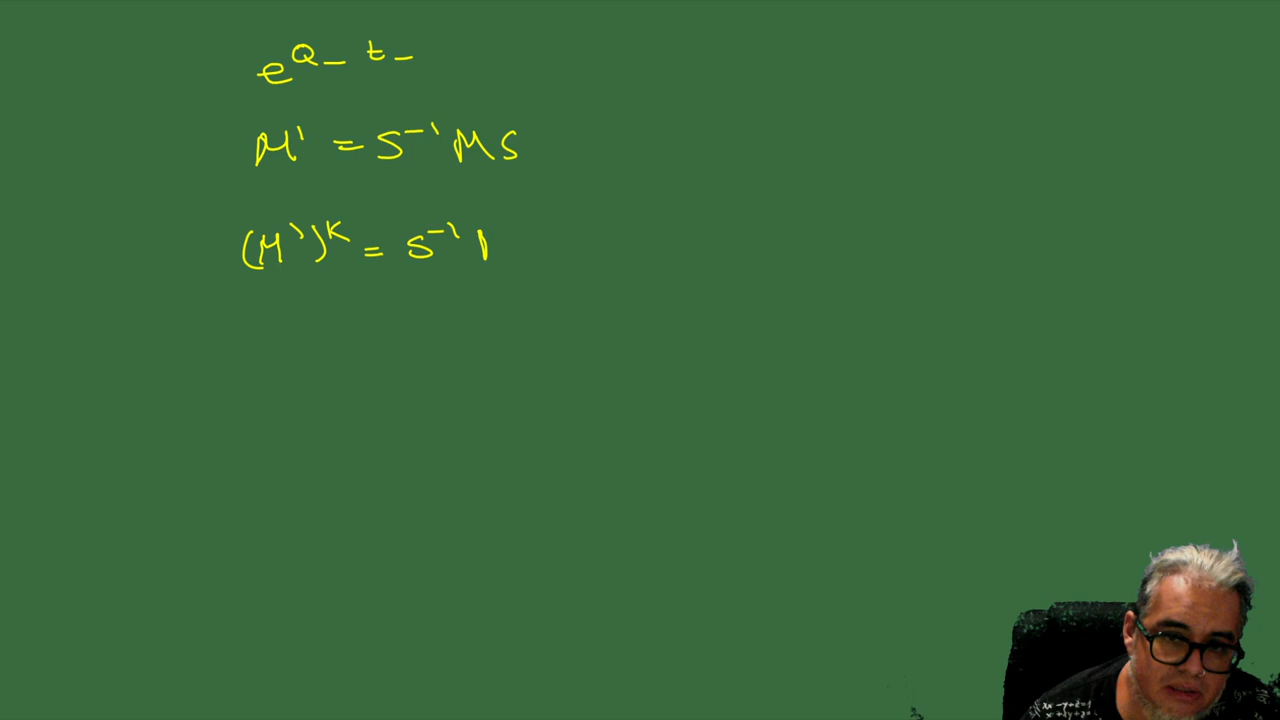 e^{Q_ t_}
M' = S⁻¹ M S
(M')^K = S⁻¹